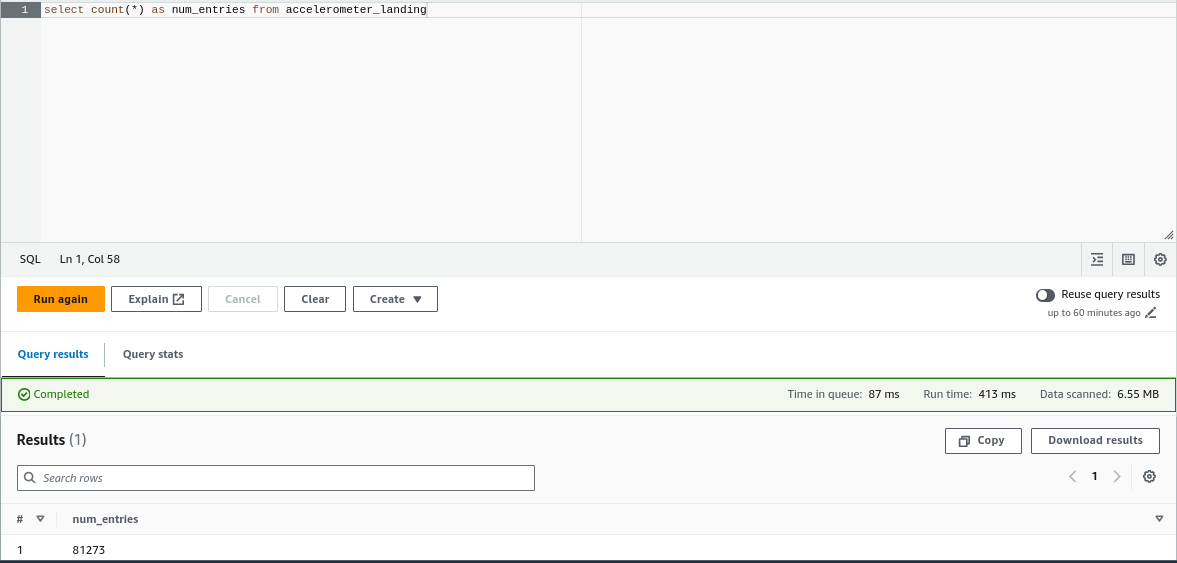 1 select count(*) as num_entries from accelerometer_landing
SQL Ln 1, Col 58
Run again Explain Cancel Clear Create Reuse query results
up to 60 minutes ago
Query results Query stats
Completed Time in queue: 87 ms Run time: 413 ms Data scanned: 6.55 MB
Results (1) Copy Download results
Search rows 1
# num_entries
1 81273